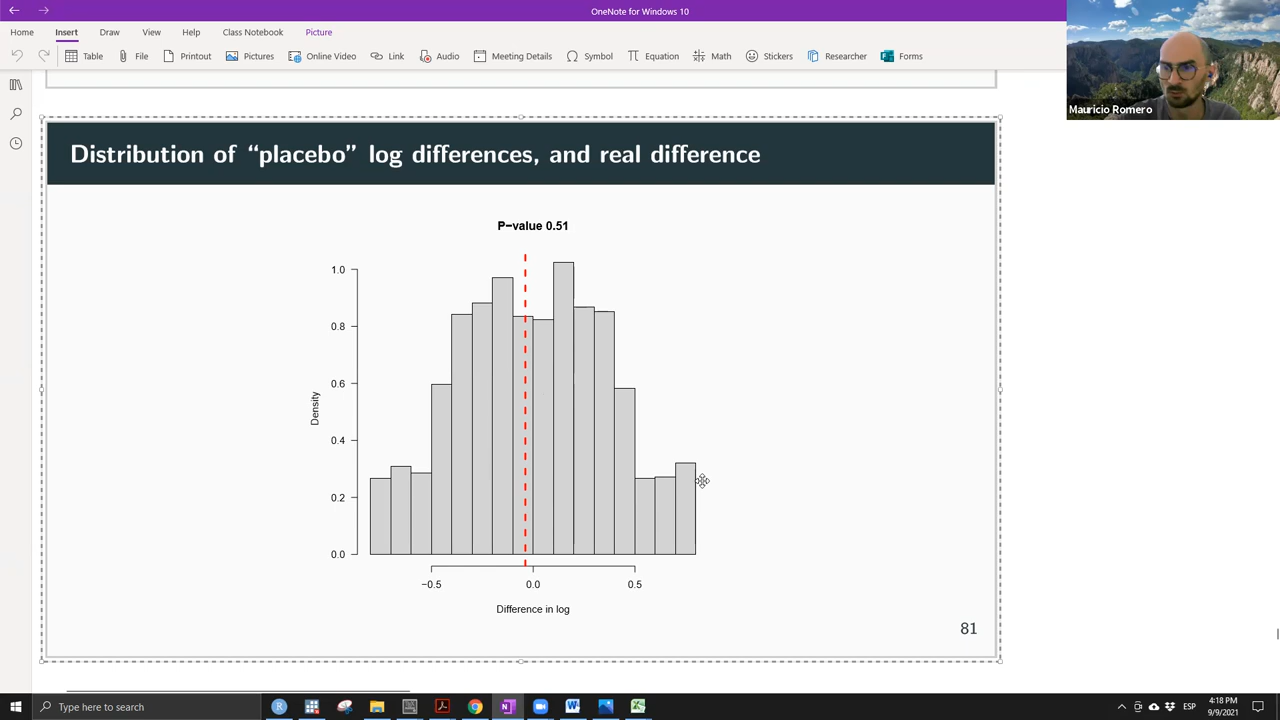 OneNote for Windows 10
Home Insert Draw View Help Class Notebook Picture
Table File Printout Pictures Online Video Link Audio Meeting Details Symbol Equation Math Stickers Researcher Forms
Mauricio Romero
Distribution of “placebo” log differences, and real difference
P−value 0.51
1.0
0.8
0.6
0.4
0.2
0.0
Density
−0.5 0.0 0.5
Difference in log
81
Type here to search
ESP
4:18 PM
9/9/2021